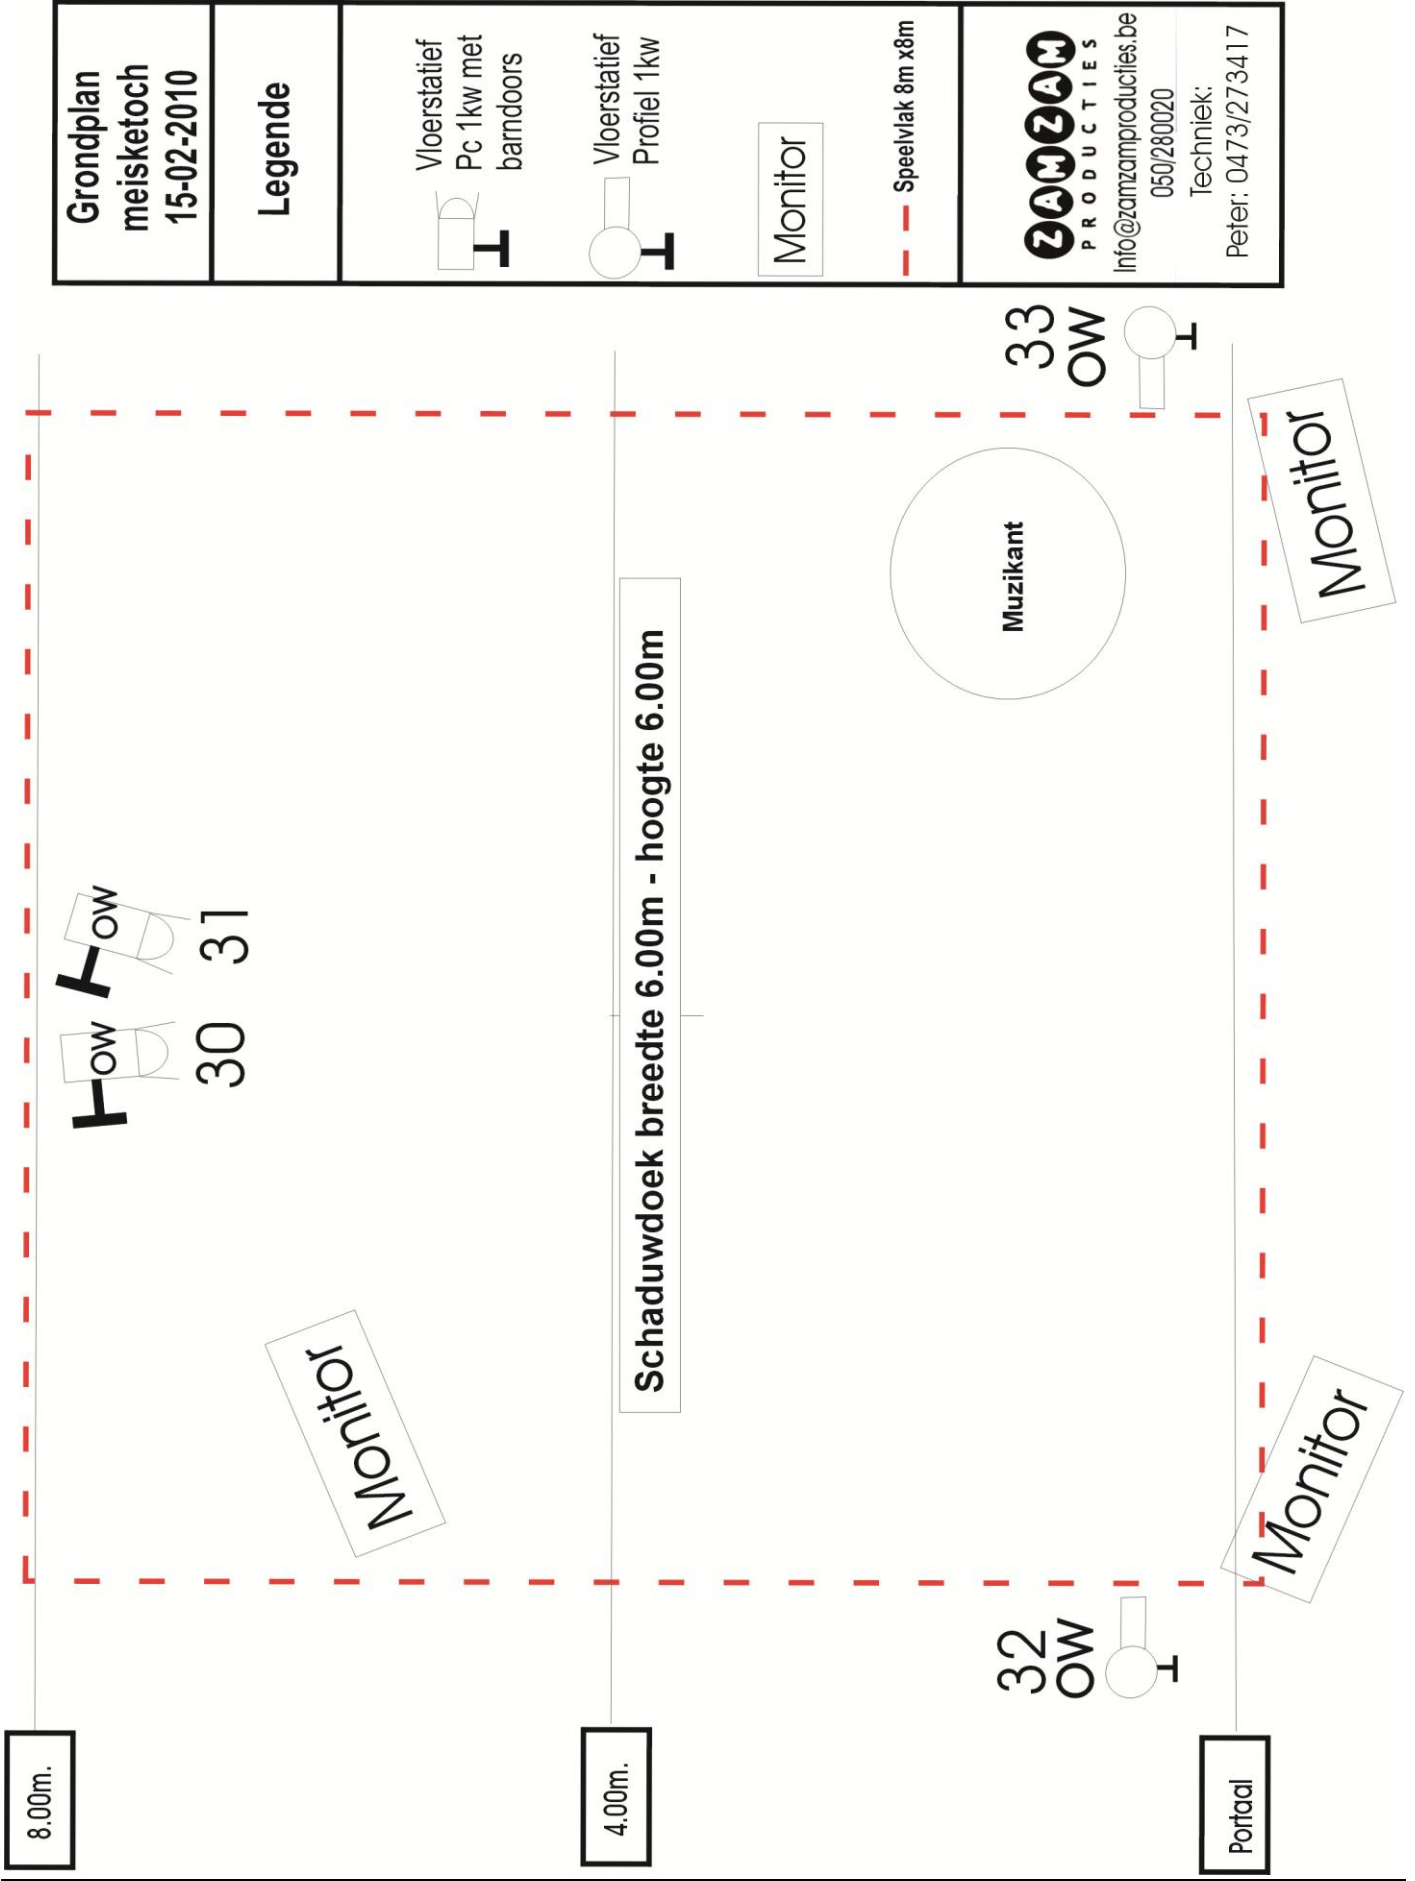 Grondplan
meisketoch
15-02-2010
Legende
Vloerstatief
Pc 1kw met
barndoors
Vloerstatief
Profiel 1kw
Monitor
Speelvlak 8m x8m
ZAMZAM
PRODUCTIES
Info@zamzamproducties.be
050/280020
Techniek:
Peter: 0473/273417
33
OW
Monitor
Muzikant
Schaduwdoek breedte 6.00m - hoogte 6.00m
OW
31
OW
30
Monitor
Monitor
32
OW
8.00m.
4.00m.
Portaal